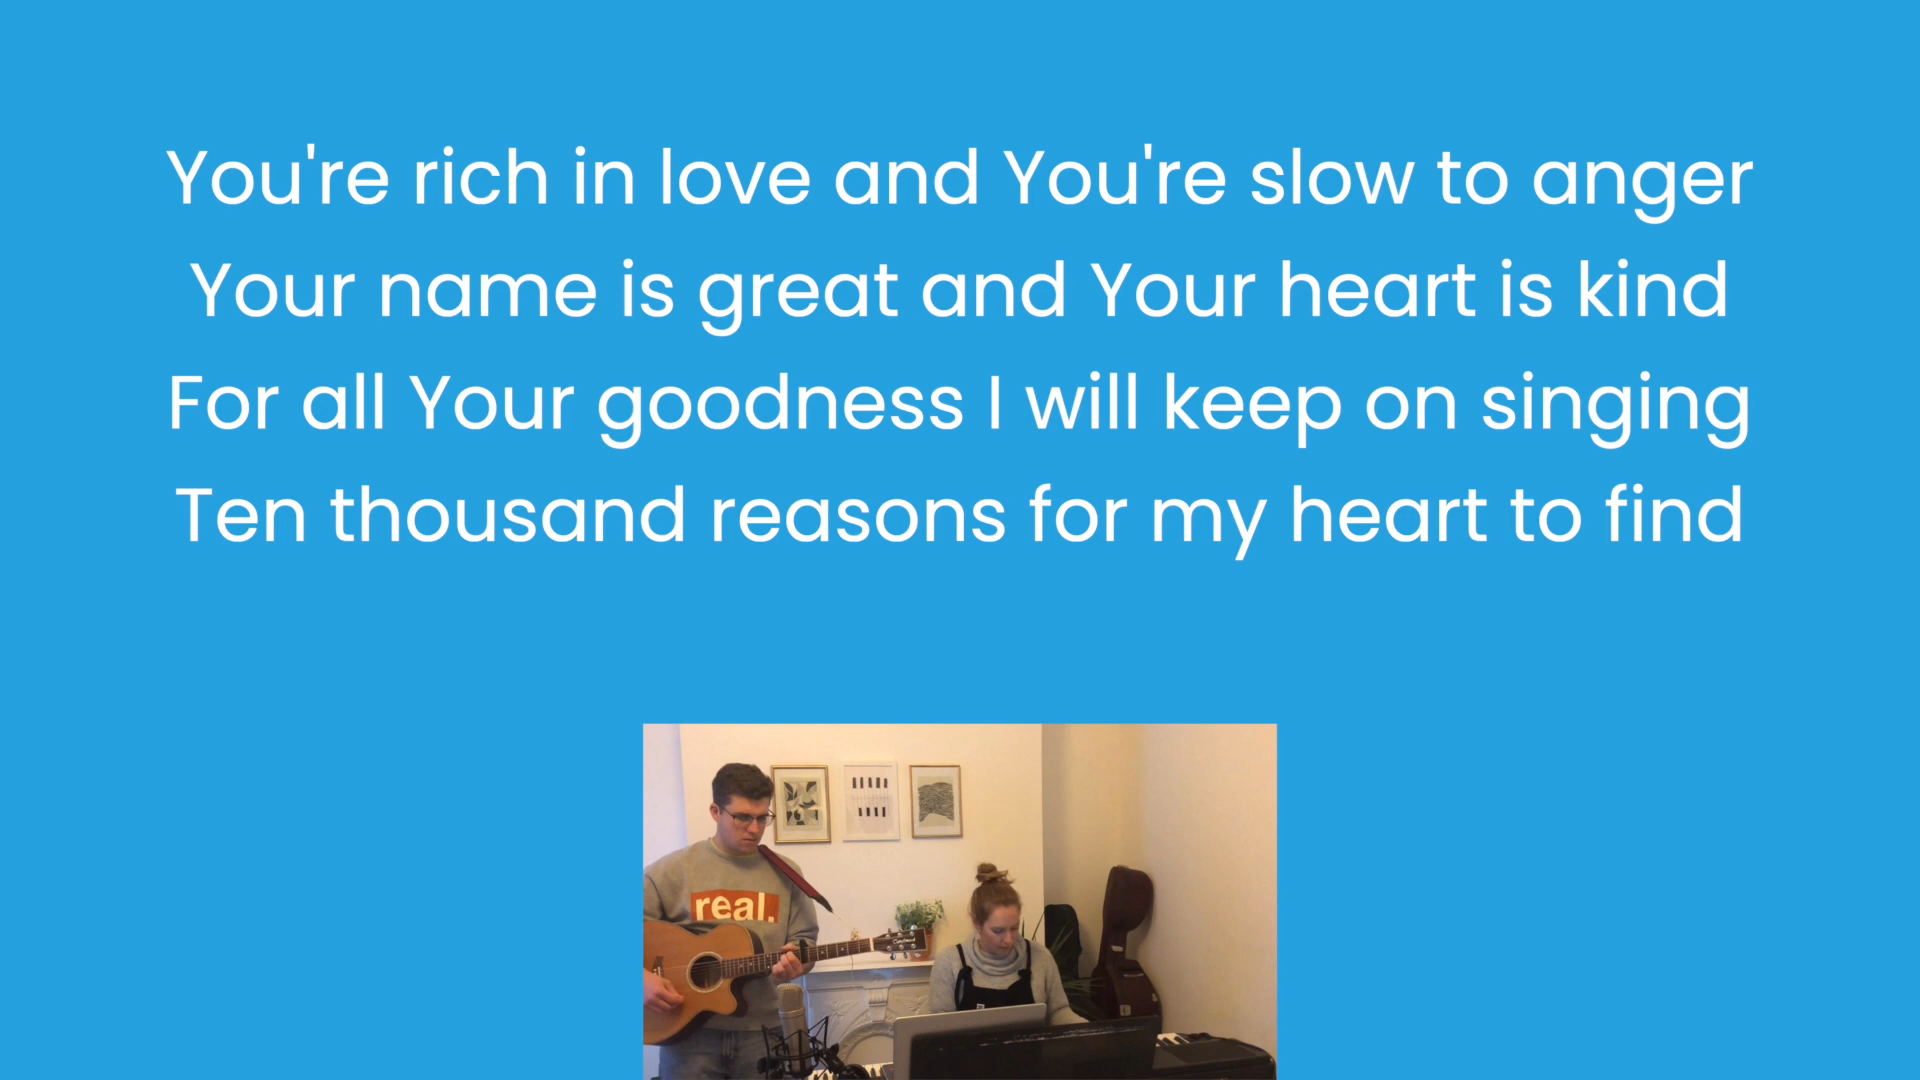 You're rich in love and You're slow to anger
Your name is great and Your heart is kind
For all Your goodness I will keep on singing
Ten thousand reasons for my heart to find
real.